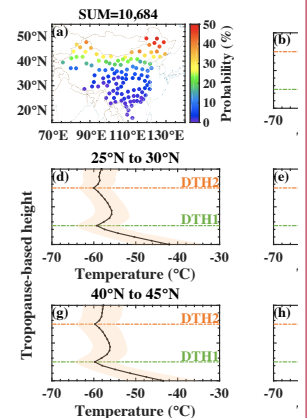 SUM=10,684
(a)
50°N
40°N
30°N
20°N
70°E 90°E 110°E 130°E
50
40
30
20
10
0
Probability (%)
(b)
-70
Tropopause-based height
25°N to 30°N
(d)
DTH2
DTH1
-70 -60 -50 -40 -30
Temperature (°C)
(e)
-70
40°N to 45°N
(g)
DTH2
DTH1
-70 -60 -50 -40 -30
Temperature (°C)
(h)
-70